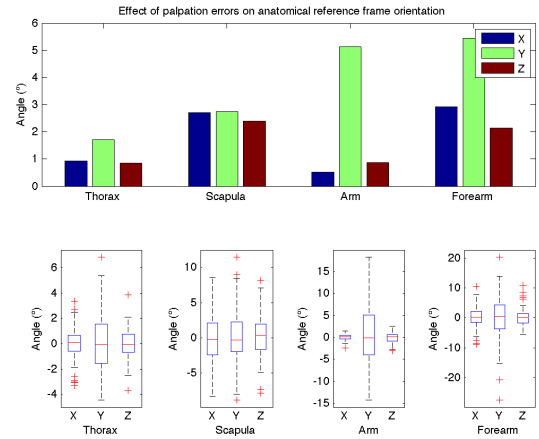 Effect of palpation errors on anatomical reference frame orientation
6
5
4
3
2
1
0
Angle (°)
X
Y
Z
Thorax Scapula Arm Forearm
6
4
2
0
-2
-4
Angle (°)
X Y Z
Thorax
10
5
0
-5
Angle (°)
X Y Z
Scapula
15
10
5
0
-5
-10
-15
Angle (°)
X Y Z
Arm
20
10
0
-10
-20
Angle (°)
X Y Z
Forearm